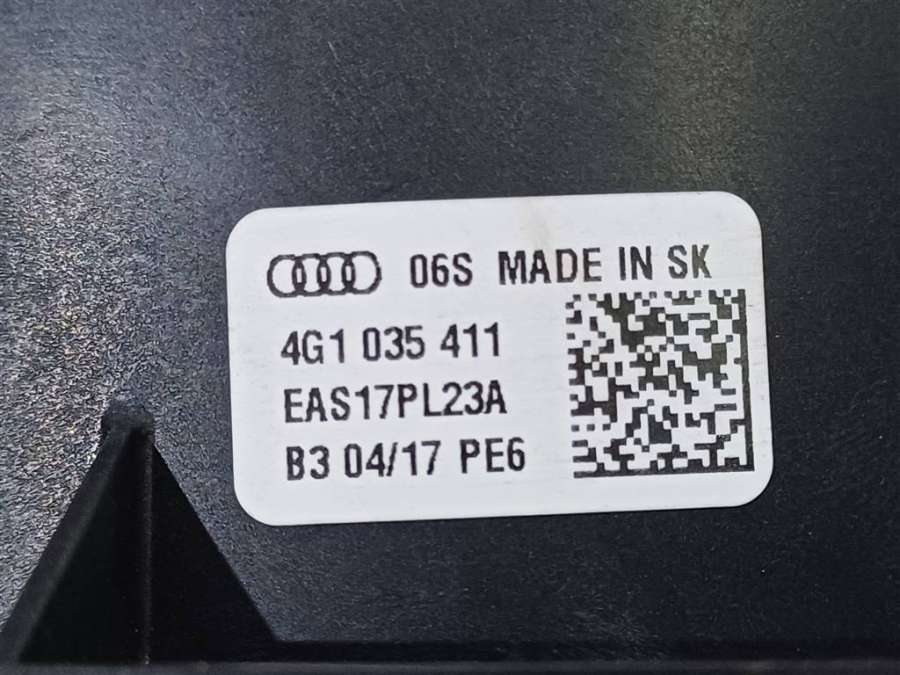 06S MADE IN SK
4G1 035 411
EAS17PL23A
B3 04/17 PE6